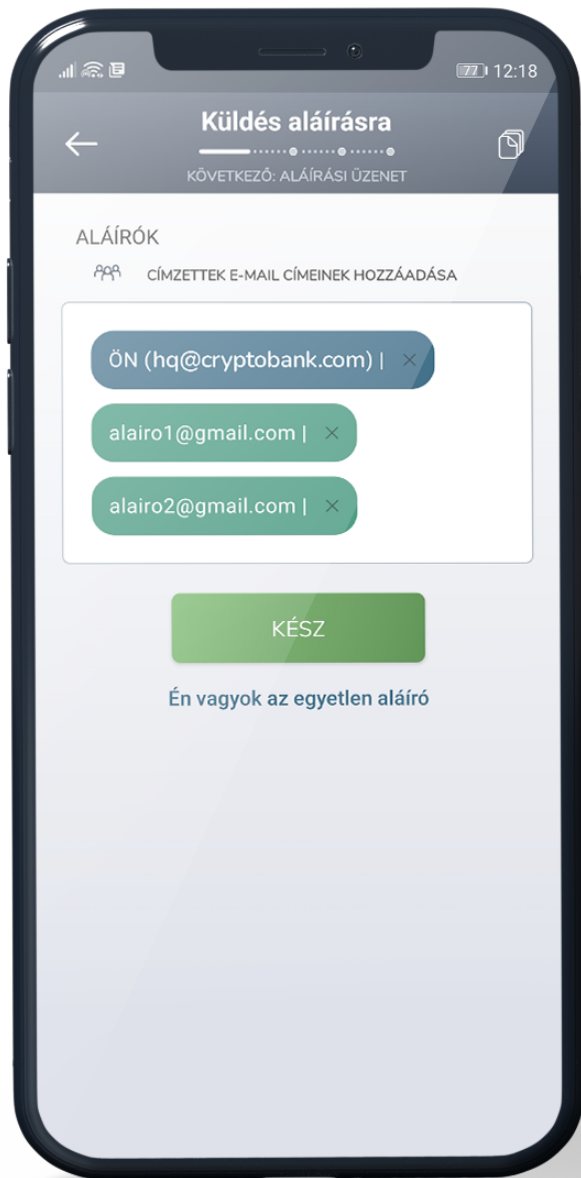 77 12:18
Küldés aláírásra
KÖVETKEZŐ: ALÁÍRÁSI ÜZENET
ALÁÍRÓK
CÍMZETTEK E-MAIL CÍMEINEK HOZZÁADÁSA
ÖN (hq@cryptobank.com) | ×
alairo1@gmail.com | ×
alairo2@gmail.com | ×
KÉSZ
Én vagyok az egyetlen aláíró